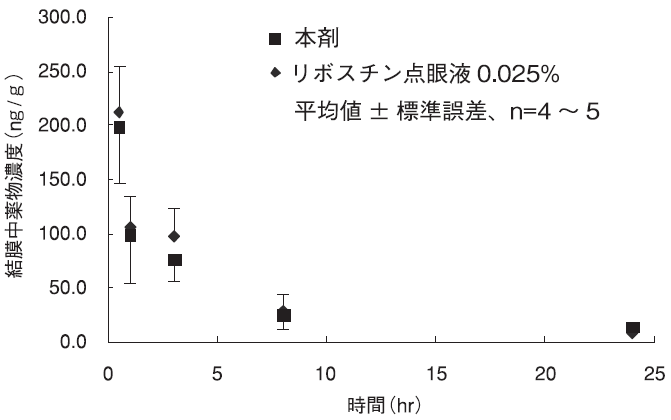 300.0
250.0
200.0
150.0
100.0
50.0
0.0
結膜中薬物濃度(ng/g)
■ 本剤
◆ リボスチン点眼液 0.025%
平均値 ± 標準誤差、n=4 〜 5
0 5 10 15 20 25
時間(hr)